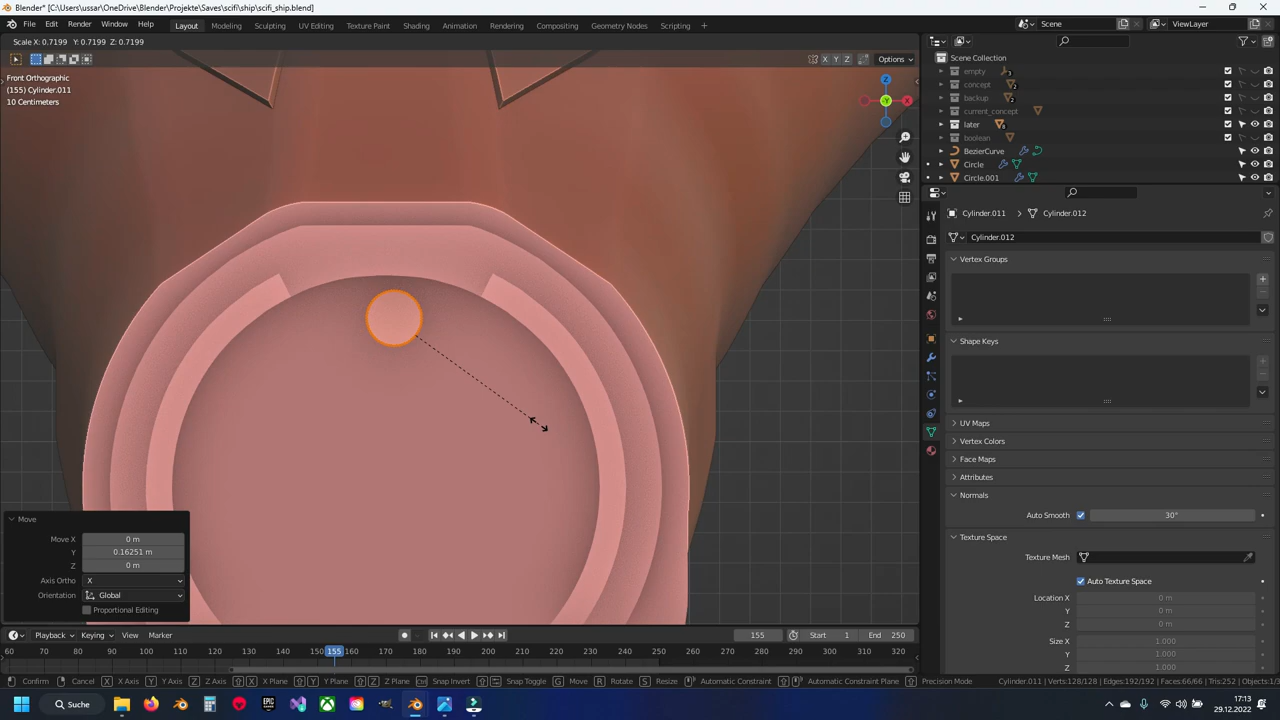 Blender* [C:\Users\ussar\OneDrive\Blender\Projekte\Saves\scifi\ship\scifi_ship.blend]
File Edit Render Window Help Layout Modeling Sculpting UV Editing Texture Paint Shading Animation Rendering Compositing Geometry Nodes Scripting + Scene ViewLayer
Scale X: 0.7199 Y: 0.7199 Z: 0.7199
X Y Z Options
Front Orthographic
(155) Cylinder.011
10 Centimeters
Z
Y
X
Scene Collection
empty 3
concept 2
backup 2
current_concept
later
boolean
BezierCurve
Circle
Circle.001
Cylinder.011 > Cylinder.012
Cylinder.012
Vertex Groups
Shape Keys
UV Maps
Vertex Colors
Face Maps
Attributes
Normals
Auto Smooth 30°
Texture Space
Texture Mesh
Auto Texture Space
Location X 0 m
Y 0 m
Z 0 m
Size X 1.000
Y 1.000
Z 1.000
Move
Move X 0 m
Y 0.16251 m
Z 0 m
Axis Ortho X
Orientation Global
Proportional Editing
Playback Keying View Marker 155 Start 1 End 250
60 70 80 90 100 110 120 130 140 150 155 170 180 190 200 210 220 230 240 250 260 270 280 290 300 310 320
Confirm Cancel X X Axis Y Y Axis Z Z Axis X X Plane Y Y Plane Z Z Plane Snap Invert Snap Toggle G Move R Rotate S Resize Automatic Constraint Automatic Constraint Plane Precision Mode Cylinder.011 | Verts:128/128 | Edges:192/192 | Faces:66/66 | Tris:252 | Objects:1/3
Suche
EPIC GAMES
17:13
29.12.2022